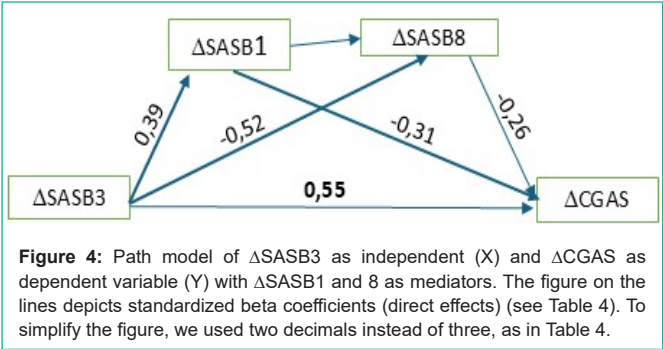 ΔSASB1
ΔSASB8
0,39
-0,52
-0,31
-0,26
0,55
ΔSASB3
ΔCGAS
Figure 4: Path model of ΔSASB3 as independent (X) and ΔCGAS as
dependent variable (Y) with ΔSASB1 and 8 as mediators. The figure on the
lines depicts standardized beta coefficients (direct effects) (see Table 4). To
simplify the figure, we used two decimals instead of three, as in Table 4.